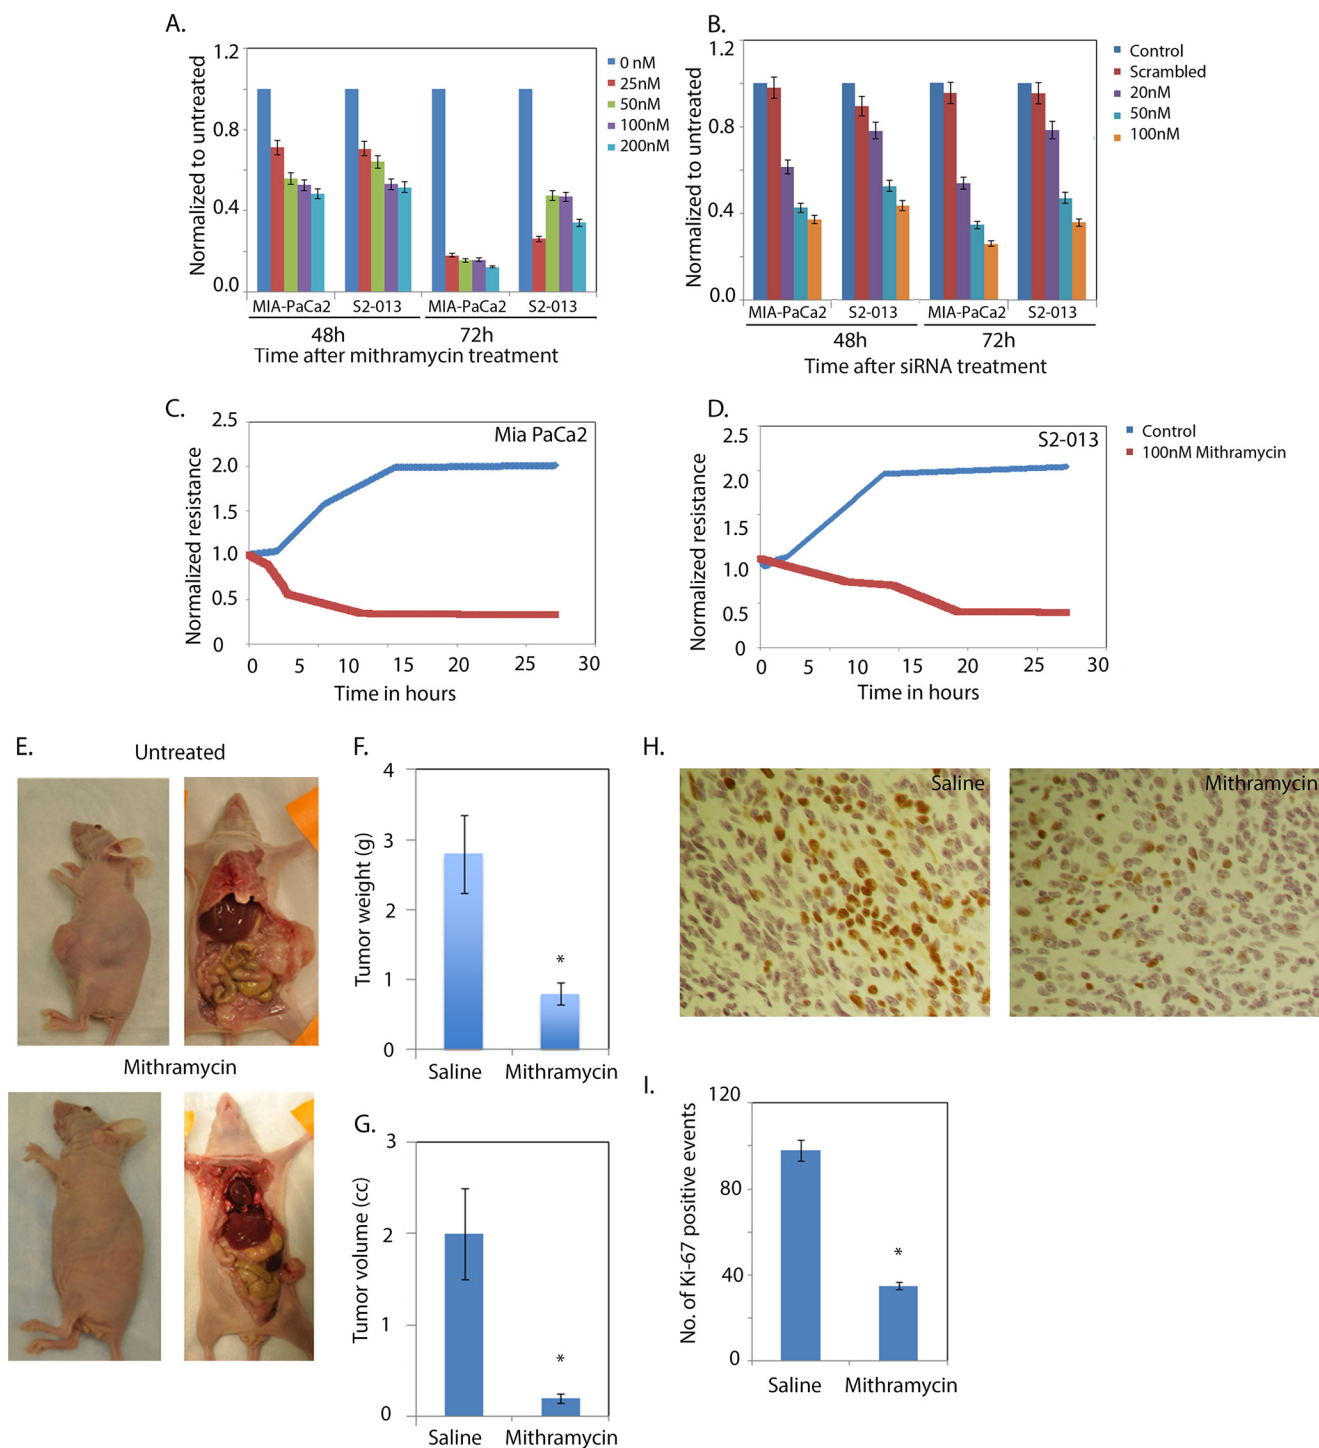 A.
Normalized to untreated
1.2
0.8
0.4
0.0
0 nM
25nM
50nM
100nM
200nM
MIA-PaCa2 S2-013 MIA-PaCa2 S2-013
48h 72h
Time after mithramycin treatment
B.
Normalized to untreated
1.2
0.8
0.4
0.0
Control
Scrambled
20nM
50nM
100nM
MIA-PaCa2 S2-013 MIA-PaCa2 S2-013
48h 72h
Time after siRNA treatment
C.
Normalized resistance
2.5
2.0
1.5
1.0
0.5
0
Mia PaCa2
0 5 10 15 20 25 30
Time in hours
D.
Normalized resistance
2.5
2.0
1.5
1.0
0.5
0
S2-013
0 5 10 15 20 25 30
Time in hours
Control
100nM Mithramycin
E.
Untreated
Mithramycin
F.
Tumor weight (g)
4
3
2
1
0
*
Saline Mithramycin
G.
Tumor volume (cc)
3
2
1
0
*
Saline Mithramycin
H.
Saline
Mithramycin
I.
No. of Ki-67 positive events
120
80
40
0
*
Saline Mithramycin